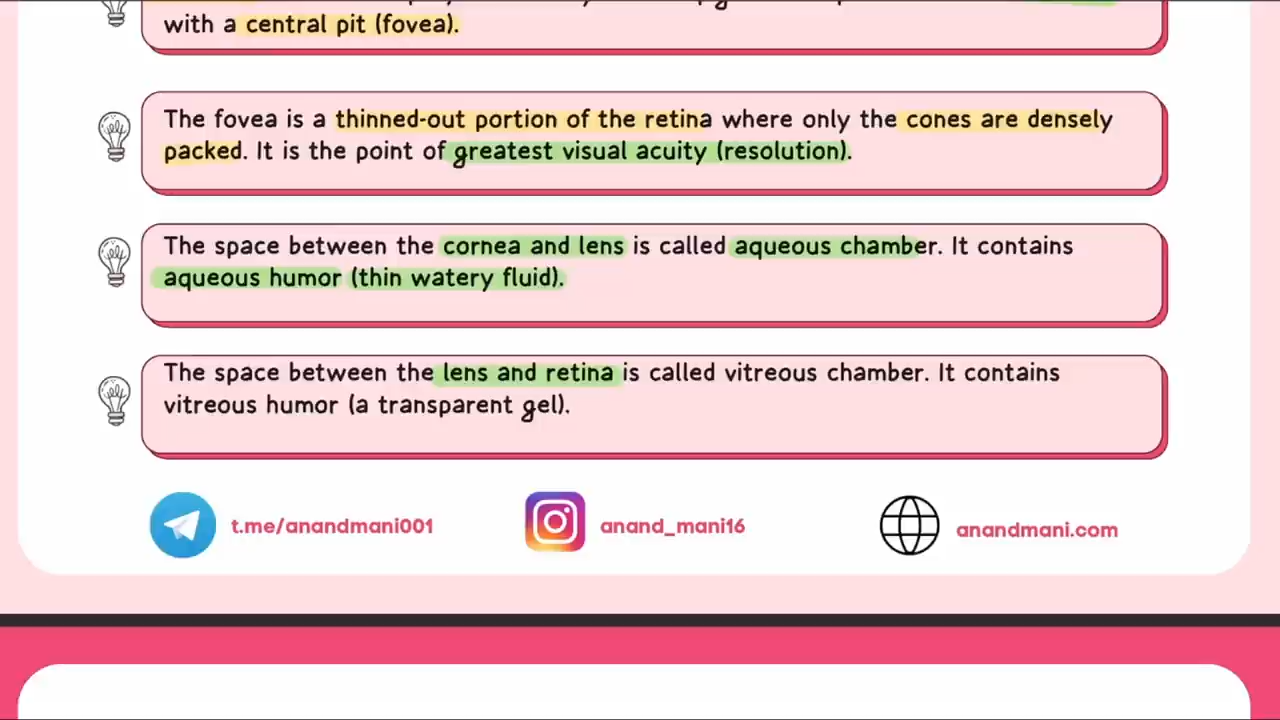 with a central pit (fovea).
The fovea is a thinned-out portion of the retina where only the cones are densely
packed. It is the point of greatest visual acuity (resolution).
The space between the cornea and lens is called aqueous chamber. It contains
aqueous humor (thin watery fluid).
The space between the lens and retina is called vitreous chamber. It contains
vitreous humor (a transparent gel).
t.me/anandmani001
anand_mani16
anandmani.com